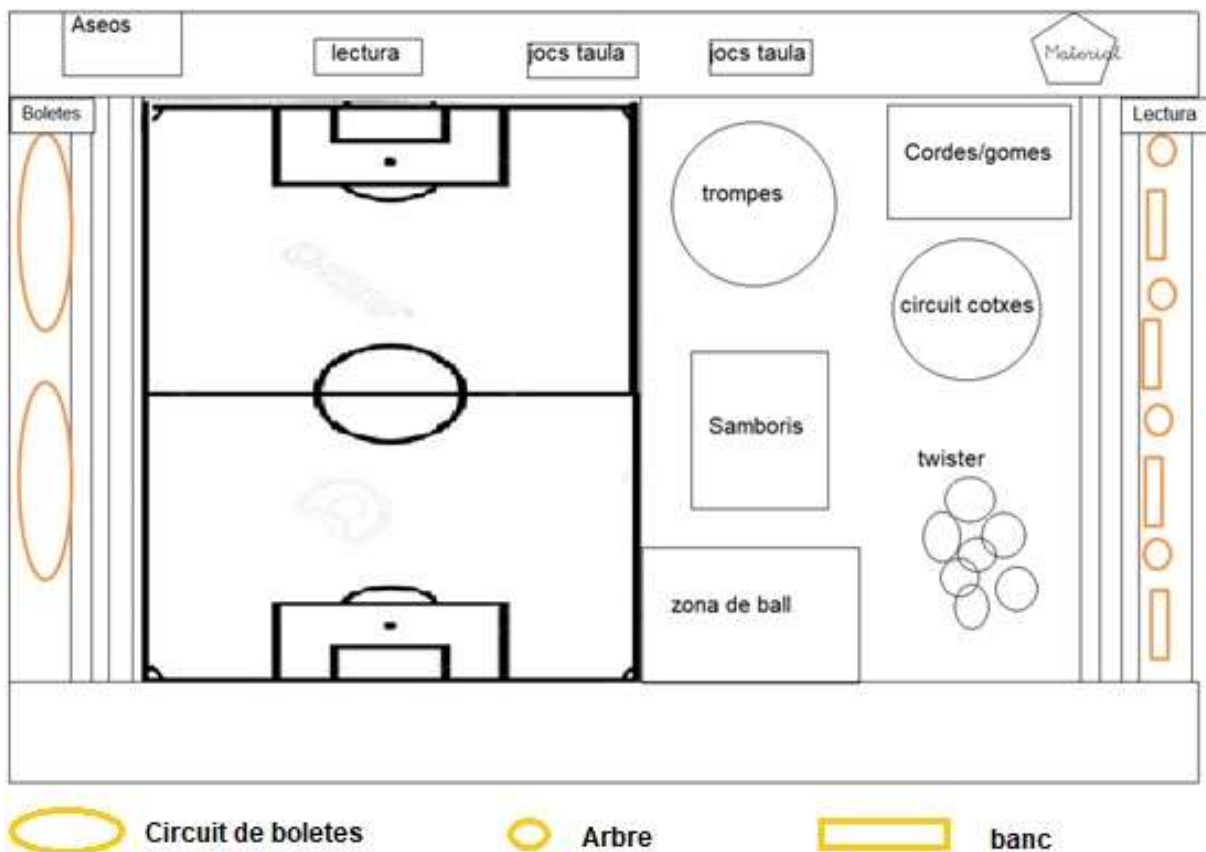 Aseos
lectura
jocs taula
jocs taula
Material
Boletes
Lectura
trompes
Cordes/gomes
circuit cotxes
Samboris
twister
zona de ball
Circuit de boletes
Arbre
banc